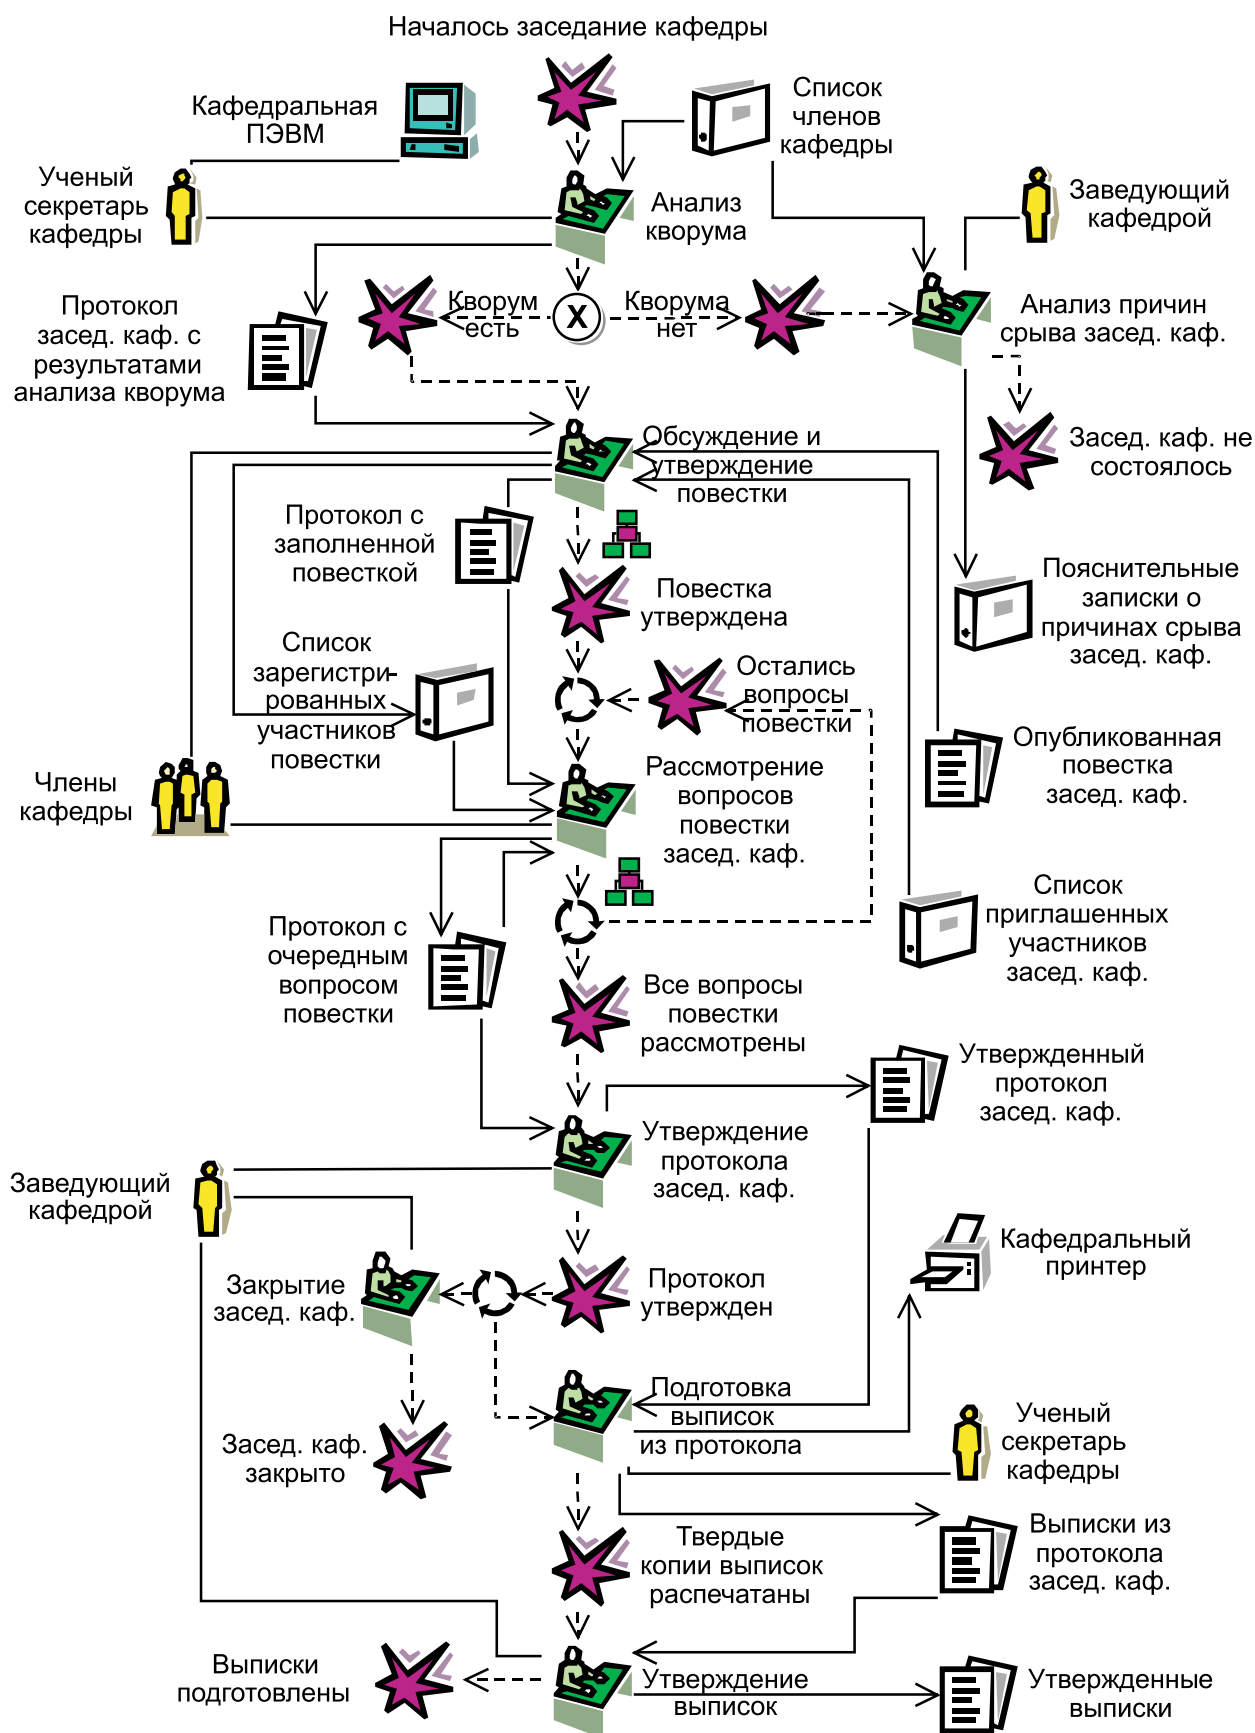 Началось заседание кафедры
Кафедральная
ПЭВМ
Список
членов
кафедры
Ученый
секретарь
кафедры
Анализ
кворума
Заведующий
кафедрой
Протокол
засед. каф. с
результатами
анализа кворума
Кворум
есть
X
Кворума
нет
Анализ причин
срыва засед. каф.
Обсуждение и
утверждение
повестки
Засед. каф. не
состоялось
Протокол с
заполненной
повесткой
Повестка
утверждена
Пояснительные
записки о
причинах срыва
засед. каф.
Список
зарегистри-
рованных
участников
повестки
Остались
вопросы
повестки
Опубликованная
повестка
засед. каф.
Члены
кафедры
Рассмотрение
вопросов
повестки
засед. каф.
Список
приглашенных
участников
засед. каф.
Протокол с
очередным
вопросом
повестки
Все вопросы
повестки
рассмотрены
Утвержденный
протокол
засед. каф.
Утверждение
протокола
засед. каф.
Заведующий
кафедрой
Кафедральный
принтер
Закрытие
засед. каф.
Протокол
утвержден
Подготовка
выписок
из протокола
Ученый
секретарь
кафедры
Засед. каф.
закрыто
Твердые
копии выписок
распечатаны
Выписки из
протокола
засед. каф.
Выписки
подготовлены
Утверждение
выписок
Утвержденные
выписки